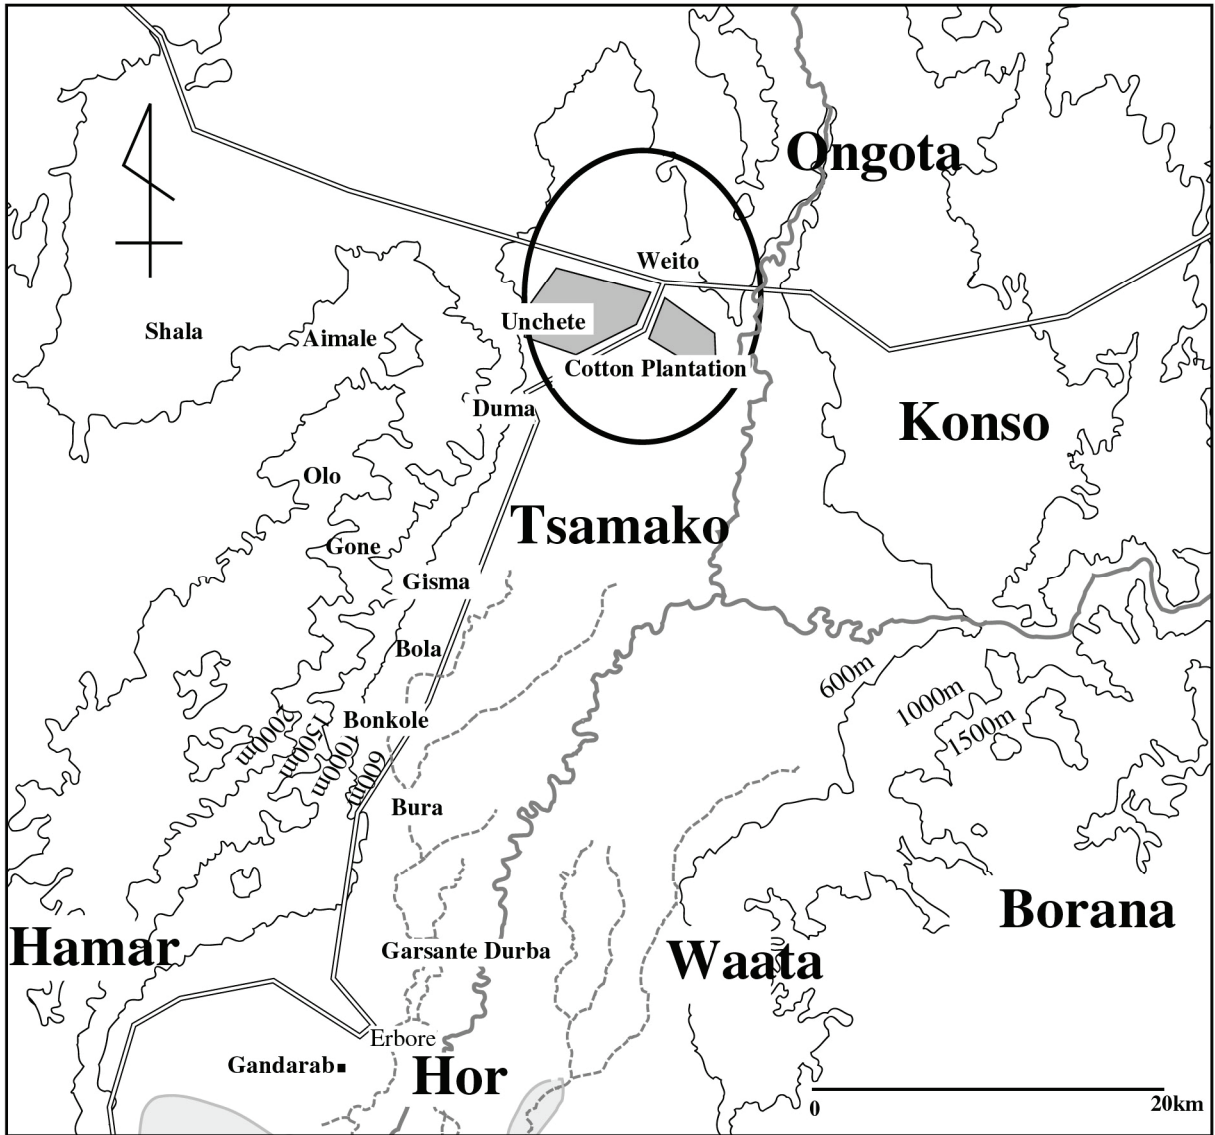 Ongota
Weito
Unchete
Shala
Aimale
Cotton Plantation
Duma
Konso
Olo
Tsamako
Gone
Gisma
Bola
600m
1000m
1500m
Bonkole
2000m
1500m
1000m
600m
Bura
Borana
Hamar
Garsante Durba
Waata
Erbore
Gandarab
Hor
0
20km